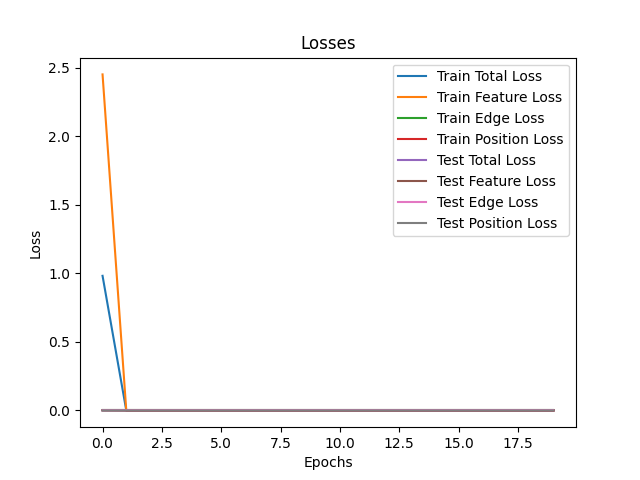 Losses
Train Total Loss
Train Feature Loss
Train Edge Loss
Train Position Loss
Test Total Loss
Test Feature Loss
Test Edge Loss
Test Position Loss
2.5
2.0
1.5
1.0
0.5
0.0
Loss
0.0 2.5 5.0 7.5 10.0 12.5 15.0 17.5
Epochs